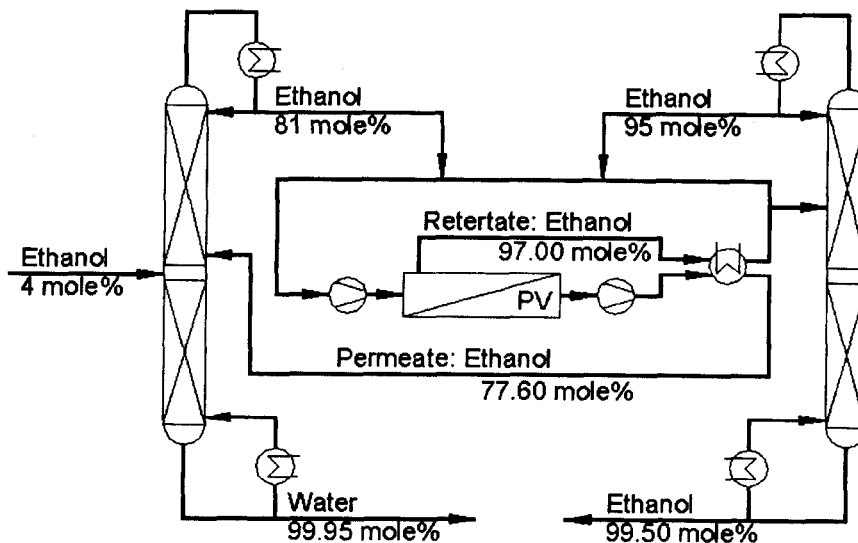 Ethanol
81 mole%
Ethanol
95 mole%
Retertate: Ethanol
97.00 mole%
Ethanol
4 mole%
PV
Permeate: Ethanol
77.60 mole%
Water
99.95 mole%
Ethanol
99.50 mole%